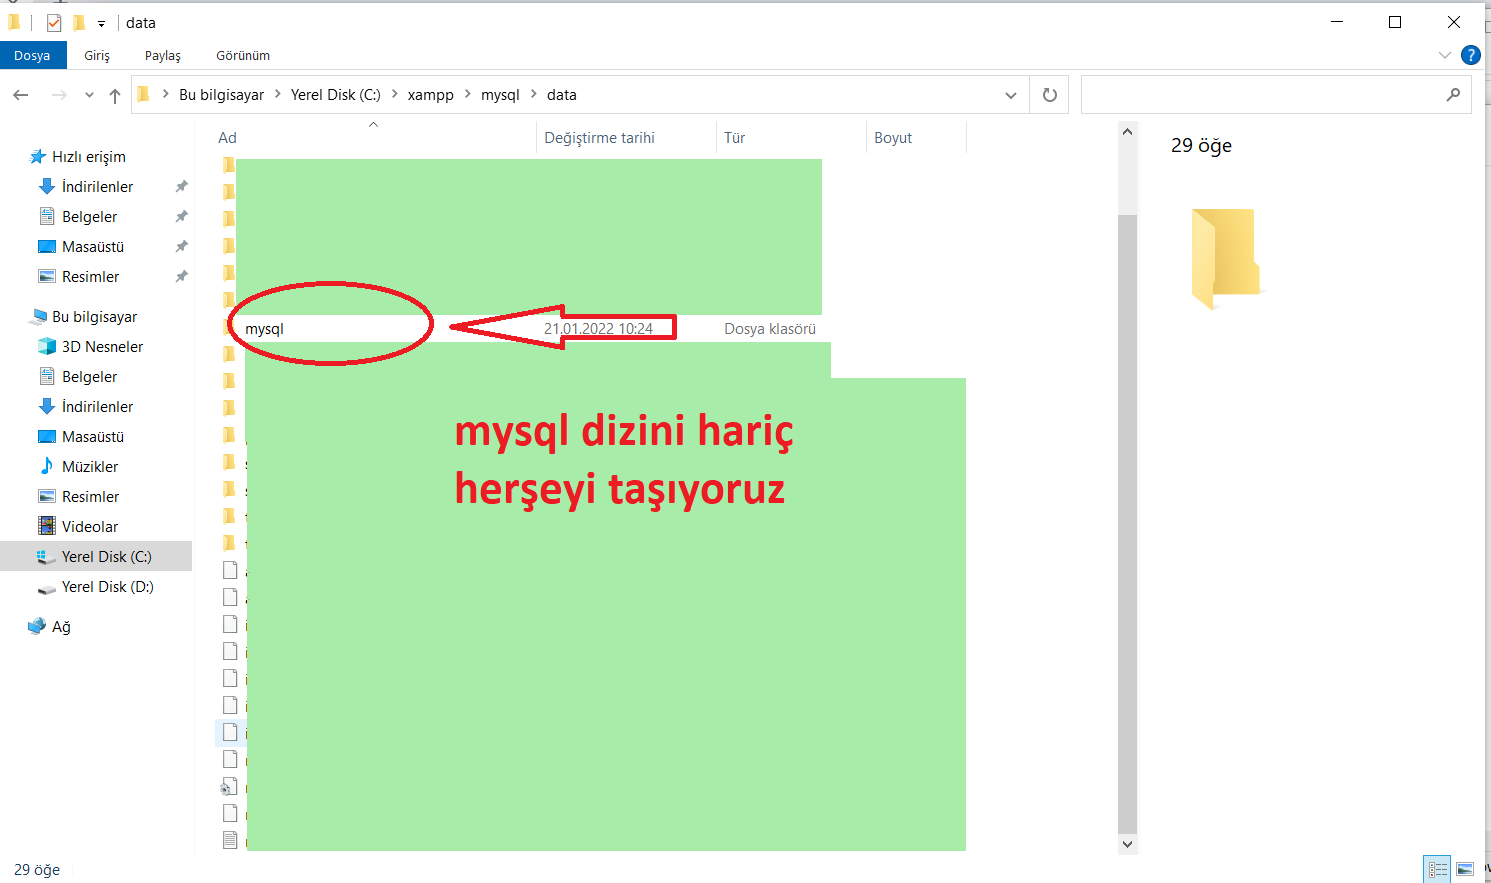 data
Dosya
Giriş
Paylaş
Görünüm
?
Bu bilgisayar
Yerel Disk (C:)
xampp
mysql
data
Ad
Değiştirme tarihi
Tür
Boyut
29 öğe
Hızlı erişim
İndirilenler
Belgeler
Masaüstü
Resimler
Bu bilgisayar
3D Nesneler
Belgeler
İndirilenler
Masaüstü
Müzikler
Resimler
Videolar
Yerel Disk (C:)
Yerel Disk (D:)
Ağ
mysql
21.01.2022 10:24
Dosya klasörü
mysql dizini hariç
herşeyi taşıyoruz
29 öğe